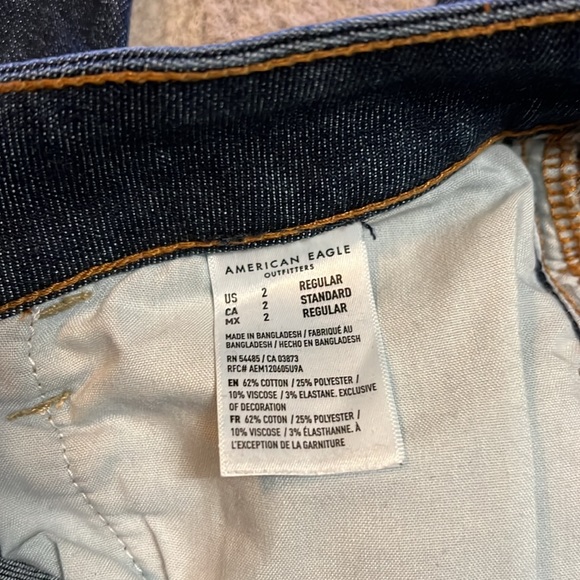 AMERICAN EAGLE
OUTFITTERS
US 2 REGULAR
CA 2 STANDARD
MX 2 REGULAR
MADE IN BANGLADESH / FABRIQUÉ AU
BANGLADESH / HECHO EN BANGLADESH
RN 54485 / CA 03873
RFC# AEM120605U9A
EN 62% COTTON / 25% POLYESTER /
10% VISCOSE / 3% ELASTANE. EXCLUSIVE
OF DECORATION
FR 62% COTON / 25% POLYESTER /
10% VISCOSE / 3% ÉLASTHANNE. À
L'EXCEPTION DE LA GARNITURE